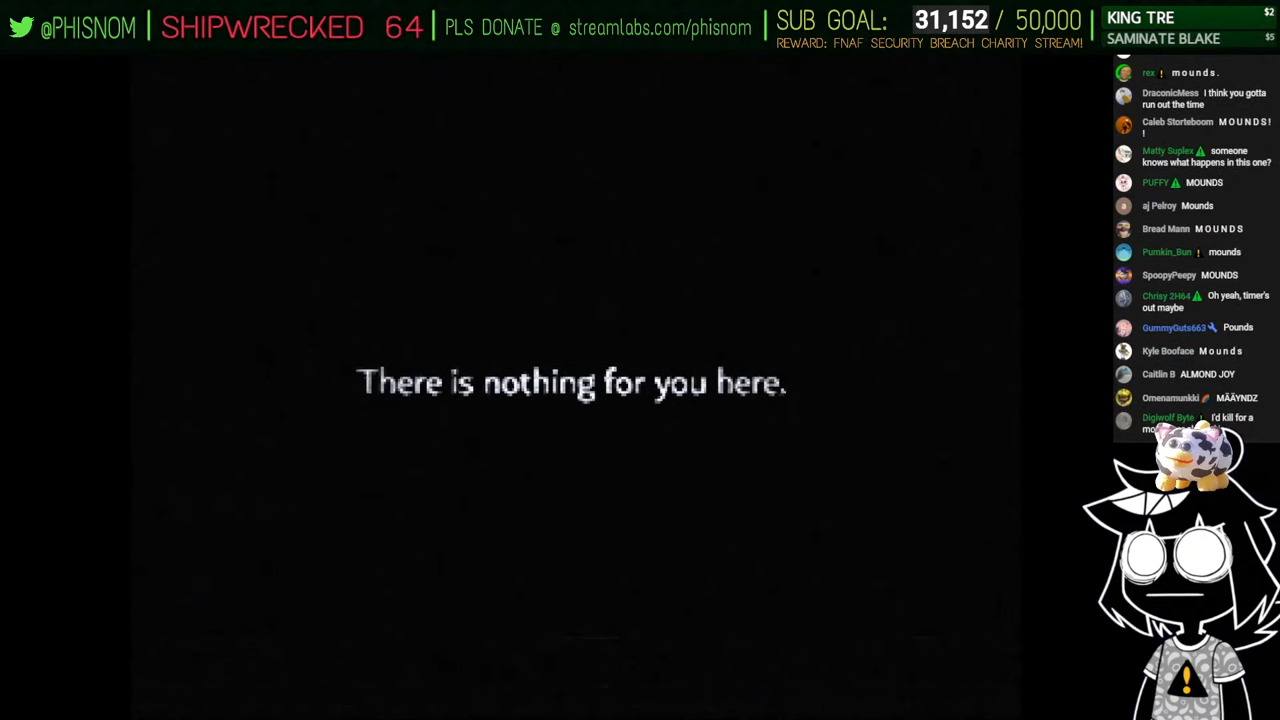 @PHISNOM
SHIPWRECKED 64
PLS DONATE @ streamlabs.com/phisnom
SUB GOAL: 31,152 / 50,000
REWARD: FNAF SECURITY BREACH CHARITY STREAM!
KING TRE $2
SAMINATE BLAKE $5
rex mounds.
DraconicMess I think you gotta
run out the time
Caleb Storteboom MOUNDS!
!
Matty Suplex someone
knows what happens in this one?
PUFFY MOUNDS
a
aj Pelroy Mounds
Bread Mann MOUNDS
Pumkin_Bun mounds
SpoopyPeepy MOUNDS
Chrisy 2H64 Oh yeah, timer's
out maybe
GummyGuts663 Pounds
Kyle Booface Mounds
Caitlin B ALMOND JOY
Omenamunkki MÄÄYNDZ
Digiwoff Byte I'd kill for a
There is nothing for you here.